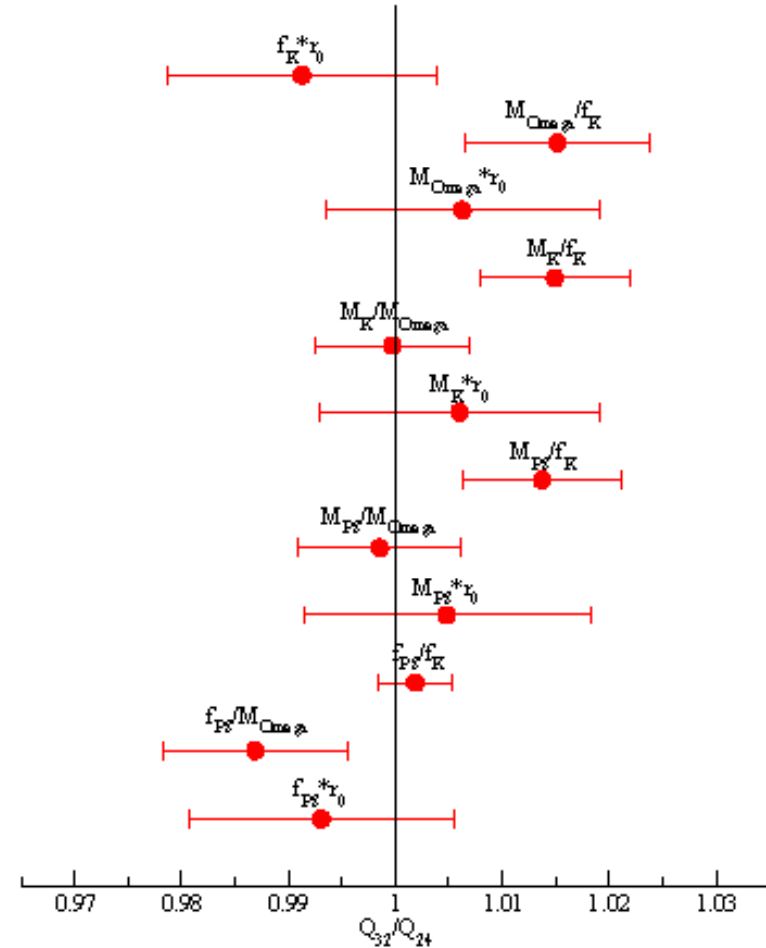 f_K*r_0
M_Omega/f_K
M_Omega*r_0
M_K/f_K
M_K/M_Omega
M_K*r_0
M_PS/f_K
M_PS/M_Omega
M_PS*r_0
f_PS/f_K
f_PS/M_Omega
f_PS*r_0
0.97 0.98 0.99 1 1.01 1.02 1.03
Q_32/Q_24